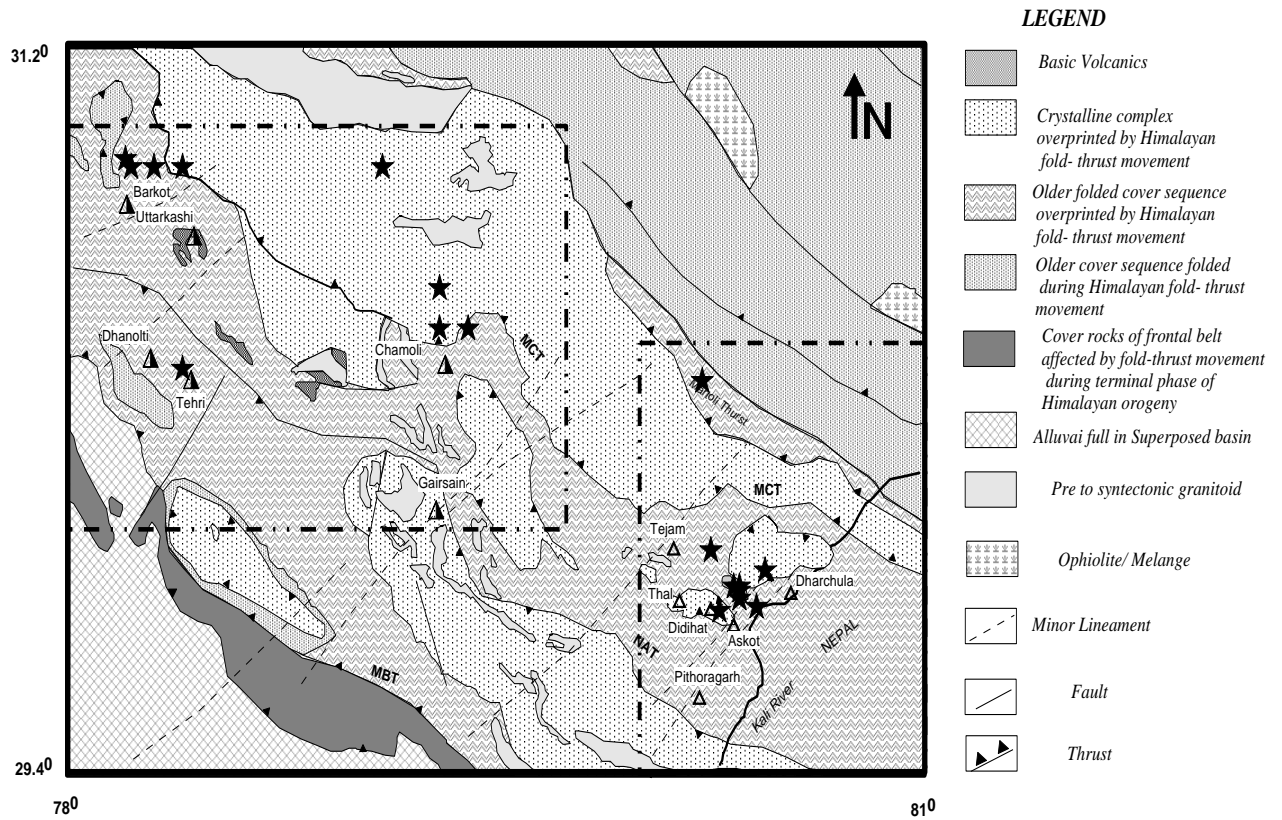 LEGEND
31.2⁰
N
Basic Volcanics
Crystalline complex
overprinted by Himalayan
fold- thrust movement
Older folded cover sequence
overprinted by Himalayan
fold- thrust movement
Older cover sequence folded
during Himalayan fold- thrust
movement
Cover rocks of frontal belt
affected by fold-thrust movement
during terminal phase of
Himalayan orogeny
Alluvai full in Superposed basin
Pre to syntectonic granitoid
Ophiolite/ Melange
Minor Lineament
Fault
Thrust
Barkot
Uttarkashi
Dhanolti
Tehri
Chamoli
MCT
Gairsain
Thurst
MCT
Tejam
Thal
Dharchula
Didihat
Askot
NEPAL
NAT
MBT
Pithoragarh
Kali River
29.4⁰
78⁰
81⁰